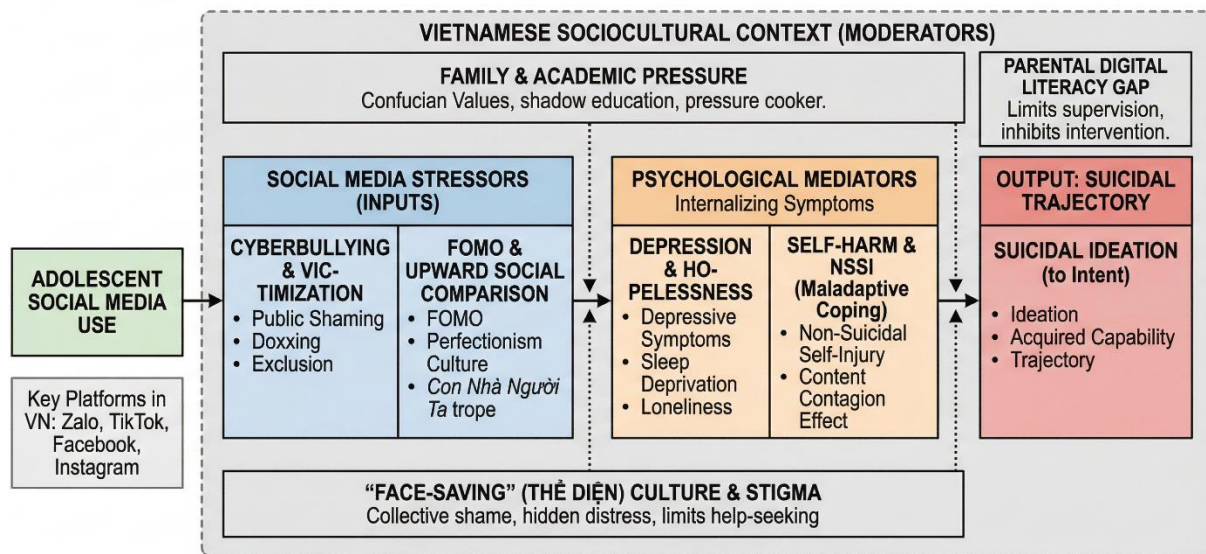 VIETNAMESE SOCIOCULTURAL CONTEXT (MODERATORS)
FAMILY & ACADEMIC PRESSURE
Confucian Values, shadow education, pressure cooker.
PARENTAL DIGITAL
LITERACY GAP
Limits supervision,
inhibits intervention.
ADOLESCENT
SOCIAL MEDIA
USE
Key Platforms in
VN: Zalo, TikTok,
Facebook,
Instagram
SOCIAL MEDIA STRESSORS
(INPUTS)
CYBERBULLYING
& VIC-
TIMIZATION
• Public Shaming
• Doxxing
• Exclusion
FOMO &
UPWARD SOCIAL
COMPARISON
• FOMO
• Perfectionism
Culture
• Con Nhà Người
Ta trope
PSYCHOLOGICAL MEDIATORS
Internalizing Symptoms
DEPRESSION
& HO-
PELESSNESS
• Depressive
Symptoms
• Sleep
Deprivation
• Loneliness
SELF-HARM &
NSSI
(Maladaptive
Coping)
• Non-Suicidal
Self-Injury
• Content
Contagion
Effect
OUTPUT: SUICIDAL
TRAJECTORY
SUICIDAL IDEATION
(to Intent)
• Ideation
• Acquired Capability
• Trajectory
“FACE-SAVING” (THẺ DIỆN) CULTURE & STIGMA
Collective shame, hidden distress, limits help-seeking